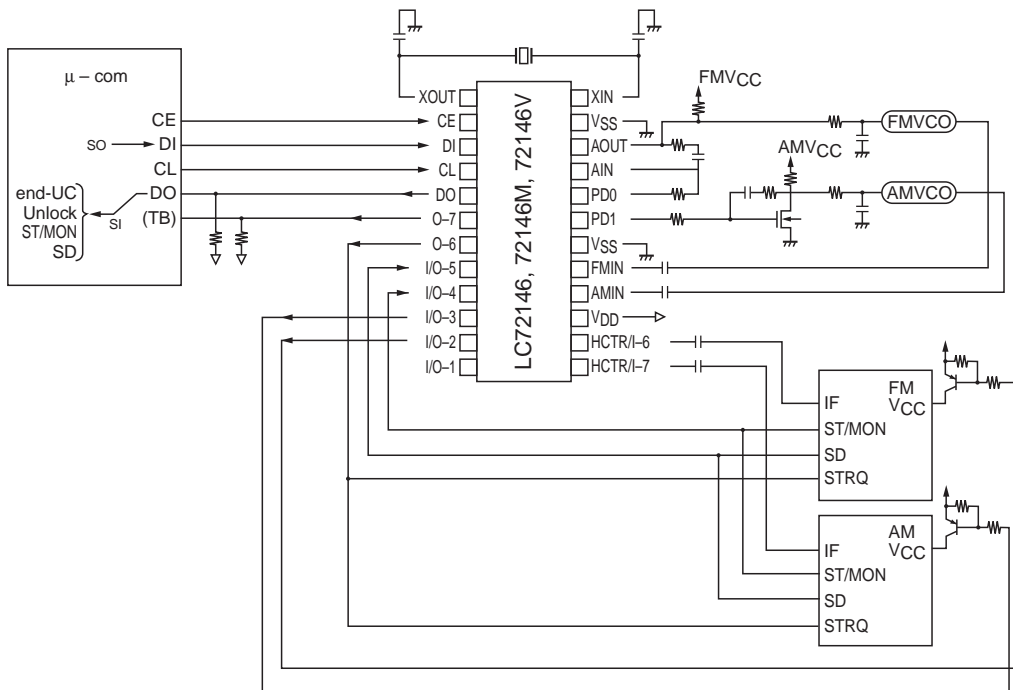 μ – com
CE
SO
DI
CL
end-UC
Unlock
ST/MON
SD
SI
DO
(TB)
XOUT
CE
DI
CL
DO
O–7
O–6
I/O–5
I/O–4
I/O–3
I/O–2
I/O–1
LC72146, 72146M, 72146V
XIN
VSS
AOUT
AIN
PD0
PD1
VSS
FMIN
AMIN
VDD
HCTR/I–6
HCTR/I–7
FMVCC
AMVCC
FMVCO
AMVCO
FM
VCC
IF
ST/MON
SD
STRQ
AM
VCC
IF
ST/MON
SD
STRQ